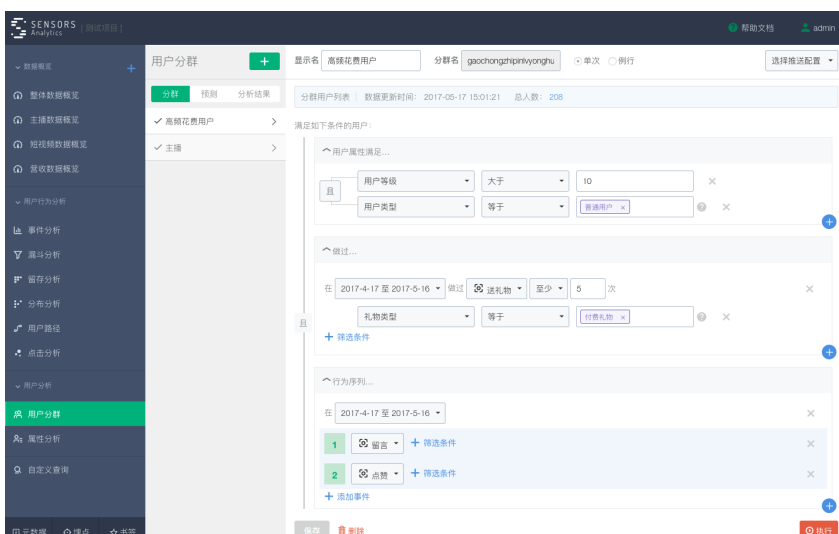 SENSORS
Analytics [测试项目]
帮助文档
admin
数据概览
整体数据概览
主播数据概览
短视频数据概览
营收数据概览
用户行为分析
事件分析
漏斗分析
留存分析
分布分析
用户路径
点击分析
用户分析
用户分群
属性分析
自定义查询
元数据 埋点 书签
用户分群
分群 预测 分析结果
高频花费用户
主播
显示名 高频花费用户 分群名 gaochongzhipinlvyonghu 单次 例行 选择推送配置
分群用户列表 | 数据更新时间: 2017-05-17 15:01:21 总人数: 208
满足如下条件的用户:
用户属性满足...
且
用户等级 大于 10
用户类型 等于 普通用户 ×
做过...
在 2017-4-17 至 2017-5-16 做过 送礼物 至少 5 次
且
礼物类型 等于 付费礼物 ×
+ 筛选条件
行为序列...
在 2017-4-17 至 2017-5-16
1 留言 + 筛选条件
2 点赞 + 筛选条件
+ 添加事件
保存 删除 执行